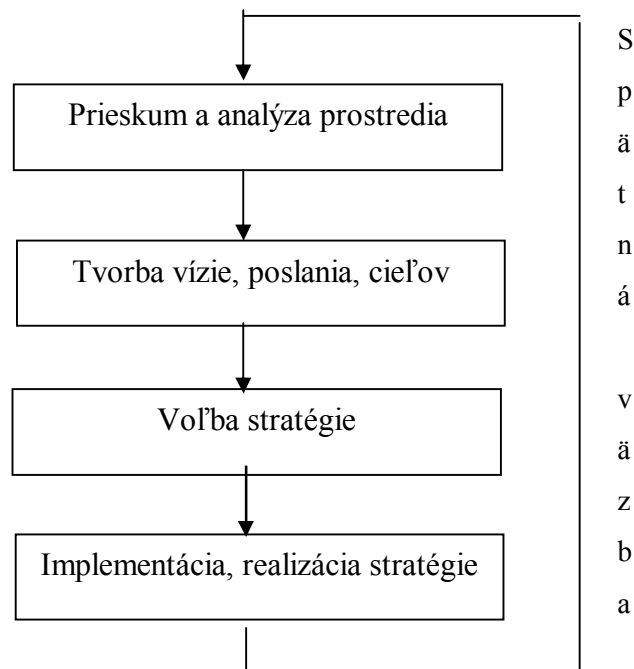 Prieskum a analýza prostredia
Tvorba vízie, poslania, cieľov
Voľba stratégie
Implementácia, realizácia stratégie
S
p
ä
t
n
á
v
ä
z
b
a